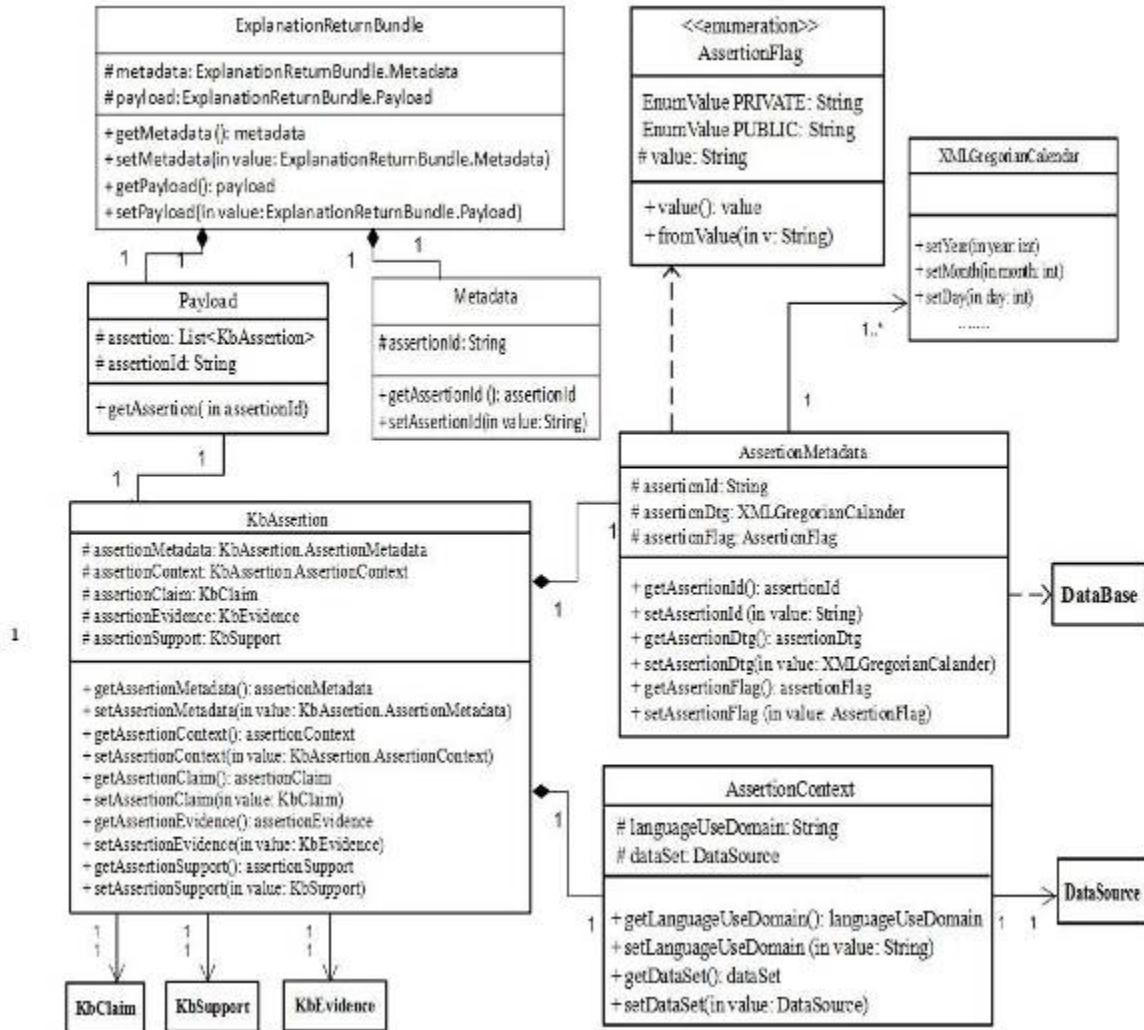 ExplanationReturnBundle
# metadata: ExplanationReturnBundle.Metadata
# payload: ExplanationReturnBundle.Payload
+ getMetadata (): metadata
+ setMetadata(in value: ExplanationReturnBundle.Metadata)
+ getPayload(): payload
+ setPayload(in value: ExplanationReturnBundle.Payload)
1
1
1
1
<<enumeration>>
AssertionFlag
EnumValue PRIVATE: String
EnumValue PUBLIC: String
# value: String
+ value(): value
+ fromValue(in v: String)
XMLGregorianCalendar
+ setYear(in year: int)
+ setMonth(in month: int)
+ setDay(in day: int)
.......
1..*
1
Payload
# assertion: List<KbAssertion>
# assertionId: String
+ getAssertion( in assertionId)
1
1
Metadata
# assertionId: String
+ getAssertionId (): assertionId
+ setAssertionId(in value: String)
KbAssertion
# assertionMetadata: KbAssertion.AssertionMetadata
# assertionContext: KbAssertion.AssertionContext
# assertionClaim: KbClaim
# assertionEvidence: KbEvidence
# assertionSupport: KbSupport
+ getAssertionMetadata(): assertionMetadata
+ setAssertionMetadata(in value: KbAssertion.AssertionMetadata)
+ getAssertionContext(): assertionContext
+ setAssertionContext(in value: KbAssertion.AssertionContext)
+ getAssertionClaim(): assertionClaim
+ setAssertionClaim(in value: KbClaim)
+ getAssertionEvidence(): assertionEvidence
+ setAssertionEvidence(in value: KbEvidence)
+ getAssertionSupport(): assertionSupport
+ setAssertionSupport(in value: KbSupport)
1
1
1
AssertionMetadata
# assertionId: String
# assertionDtg: XMLGregorianCalander
# assertionFlag: AssertionFlag
+ getAssertionId(): assertionId
+ setAssertionId (in value: String)
+ getAssertionDtg(): assertionDtg
+ setAssertionDtg(in value: XMLGregorianCalander)
+ getAssertionFlag(): assertionFlag
+ setAssertionFlag (in value: AssertionFlag)
DataBase
1
1
AssertionContext
# languageUseDomain: String
# dataSet: DataSource
+ getLanguageUseDomain(): languageUseDomain
+ setLanguageUseDomain (in value: String)
+ getDataSet(): dataSet
+ setDataSet(in value: DataSource)
1
1
DataSource
1
1
1
1
1
1
KbClaim
KbSupport
KbEvidence